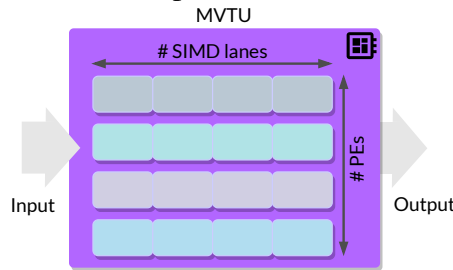 MVTU
# SIMD lanes
# PEs
Input
Output